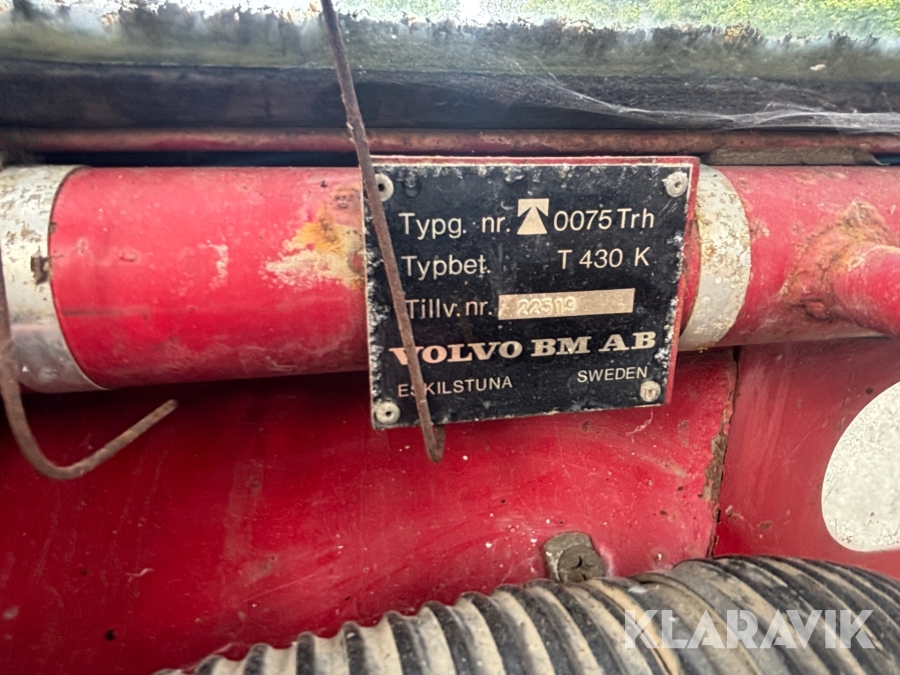 Typg. nr. 0075 Trh
Typbet. T 430 K
Tillv. nr. 22519
VOLVO BM AB
ESKILSTUNA SWEDEN
KLARAVIK